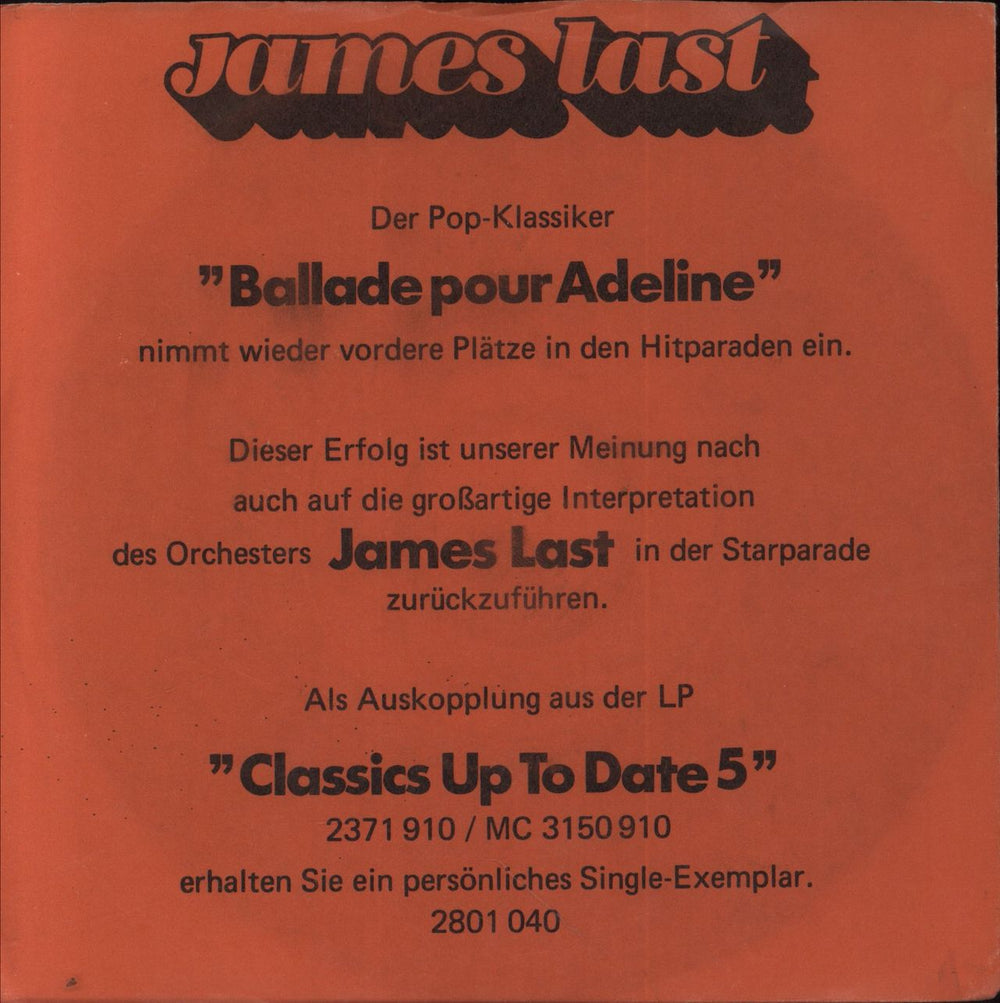 james last
Der Pop-Klassiker
"Ballade pour Adeline"
nimmt wieder vordere Plätze in den Hitparaden ein.
Dieser Erfolg ist unserer Meinung nach
auch auf die großartige Interpretation
des Orchesters James Last in der Starparade
zurückzuführen.
Als Auskopplung aus der LP
"Classics Up To Date 5"
2371 910 / MC 3150 910
erhalten Sie ein persönliches Single-Exemplar.
2801 040